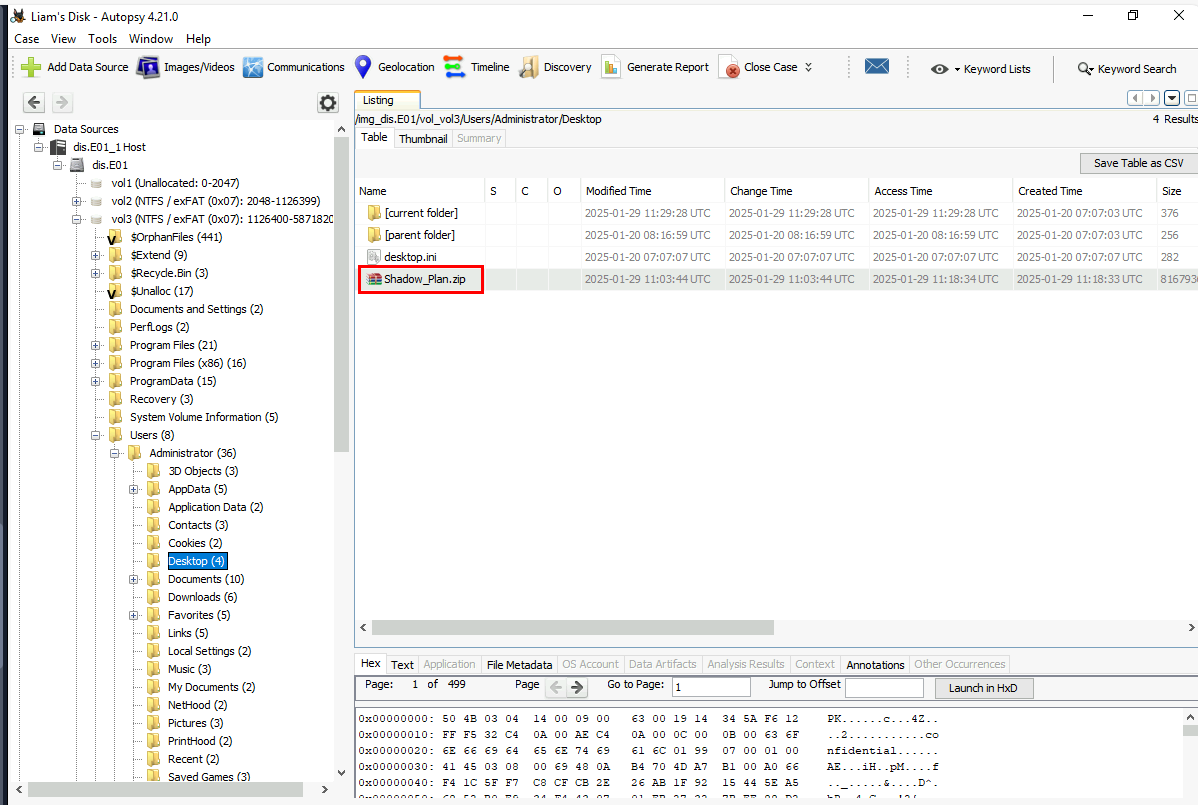 Liam's Disk - Autopsy 4.21.0
Case View Tools Window Help
Add Data Source Images/Videos Communications Geolocation Timeline Discovery Generate Report Close Case Keyword Lists Keyword Search
Data Sources
dis.E01_1 Host
dis.E01
vol1 (Unallocated: 0-2047)
vol2 (NTFS / exFAT (0x07): 2048-1126399)
vol3 (NTFS / exFAT (0x07): 1126400-5871820
$OrphanFiles (441)
$Extend (9)
$Recycle.Bin (3)
$Unalloc (17)
Documents and Settings (2)
PerfLogs (2)
Program Files (21)
Program Files (x86) (16)
ProgramData (15)
Recovery (3)
System Volume Information (5)
Users (8)
Administrator (36)
3D Objects (3)
AppData (5)
Application Data (2)
Contacts (3)
Cookies (2)
Desktop (4)
Documents (10)
Downloads (6)
Favorites (5)
Links (5)
Local Settings (2)
Music (3)
My Documents (2)
NetHood (2)
Pictures (3)
PrintHood (2)
Recent (2)
Saved Games (3)
Listing
/img_dis.E01/vol_vol3/Users/Administrator/Desktop
4 Results
Table Thumbnail Summary
Save Table as CSV
Name S C O Modified Time Change Time Access Time Created Time Size
[current folder] 2025-01-29 11:29:28 UTC 2025-01-29 11:29:28 UTC 2025-01-29 11:29:28 UTC 2025-01-20 07:07:03 UTC 376
[parent folder] 2025-01-20 08:16:59 UTC 2025-01-20 08:16:59 UTC 2025-01-20 08:16:59 UTC 2025-01-20 07:07:03 UTC 256
desktop.ini 2025-01-20 07:07:07 UTC 2025-01-20 07:07:07 UTC 2025-01-20 07:07:07 UTC 2025-01-20 07:07:07 UTC 282
Shadow_Plan.zip 2025-01-29 11:03:44 UTC 2025-01-29 11:03:44 UTC 2025-01-29 11:18:34 UTC 2025-01-29 11:18:33 UTC 816793
Hex Text Application File Metadata OS Account Data Artifacts Analysis Results Context Annotations Other Occurrences
Page: 1 of 499 Page Go to Page: 1 Jump to Offset Launch in HxD
0x00000000: 50 4B 03 04 14 00 09 00 63 00 19 14 34 5A F6 12 PK......c...4Z..
0x00000010: FF F5 32 C4 0A 00 AE C4 0A 00 0C 00 0B 00 63 6F ..2...........co
0x00000020: 6E 66 69 64 65 6E 74 69 61 6C 01 99 07 00 01 00 nfidential......
0x00000030: 41 45 03 08 00 69 48 0A B4 70 4D A7 B1 00 A0 66 AE...iH..pM....f
0x00000040: F4 1C 5F F7 C8 CF CB 2E 26 AB 1F 92 15 44 5E A5 .._.....&....D^.